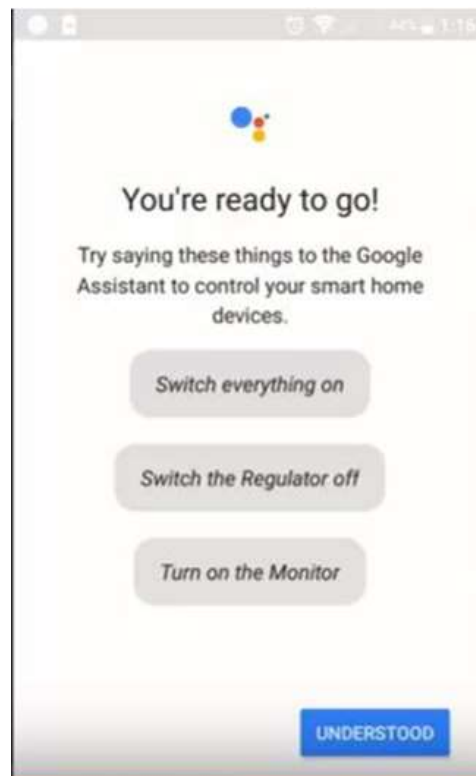 You're ready to go!
Try saying these things to the Google
Assistant to control your smart home
devices.
Switch everything on
Switch the Regulator off
Turn on the Monitor
UNDERSTOOD